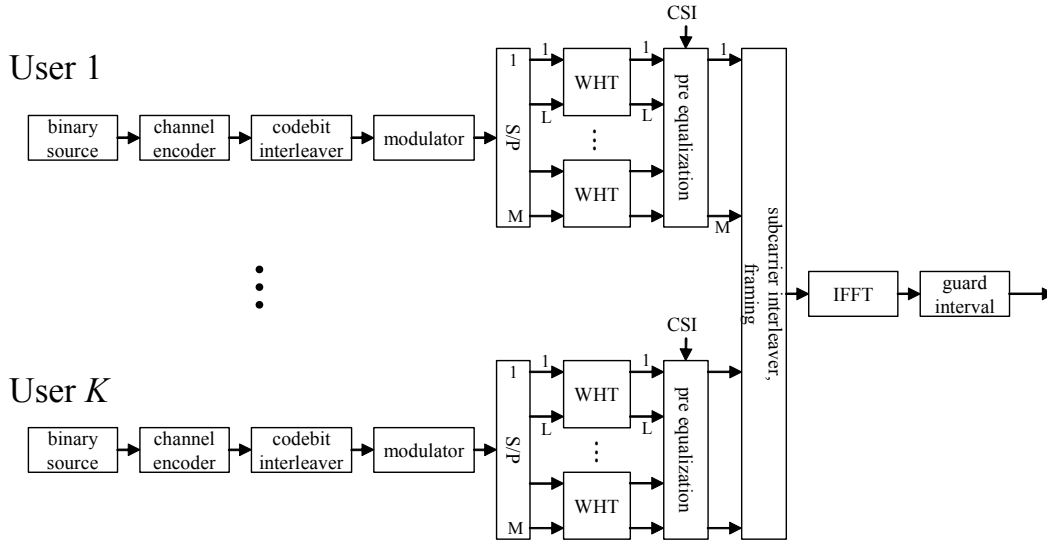 CSI
User 1
binary
source
channel
encoder
codebit
interleaver
modulator
1
S/P
M
1
L
WHT
⋮
WHT
1
L
pre equalization
1
M
subcarrier interleaver,
framing
IFFT
guard
interval
CSI
User K
binary
source
channel
encoder
codebit
interleaver
modulator
1
S/P
M
1
L
WHT
⋮
WHT
1
L
pre equalization